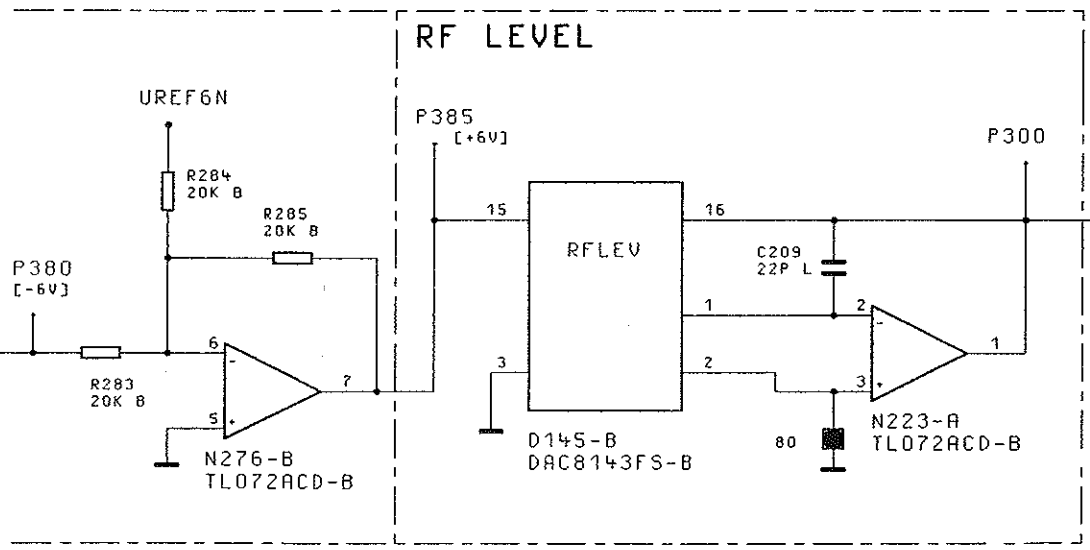 RF LEVEL
UREF6N
P385
[+6V]
P300
R284
20K B
R285
20K B
15
16
RFLEV
C209
22P L
P380
[-6V]
1
2
6
-
-
1
R283
20K B
7
3
2
3
5
+
+
N276-B
TL072ACD-B
D145-B
DAC8143FS-B
80
N223-A
TL072ACD-B